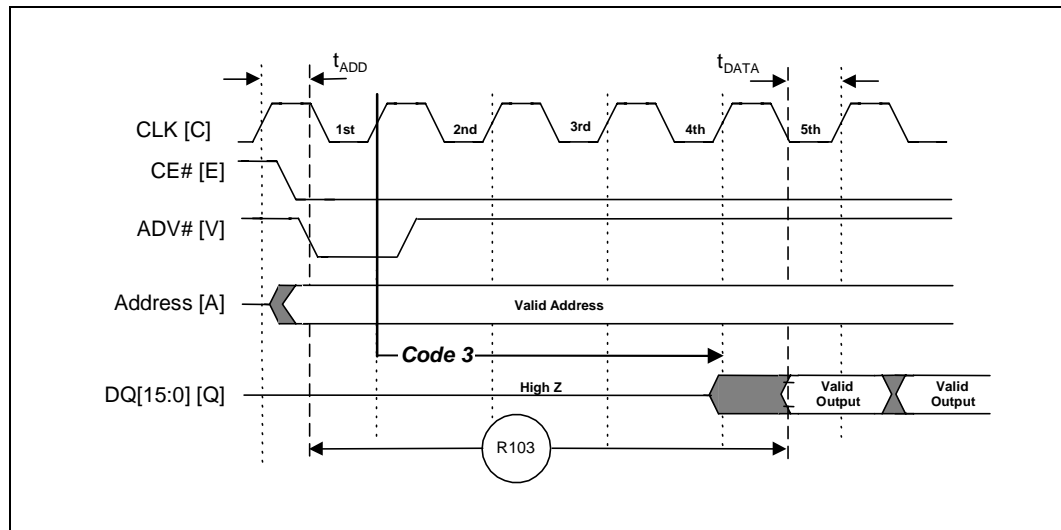 tADD
tDATA
CLK [C]
1st
2nd
3rd
4th
5th
CE# [E]
ADV# [V]
Address [A]
Valid Address
Code 3
DQ[15:0] [Q]
High Z
Valid
Output
Valid
Output
R103